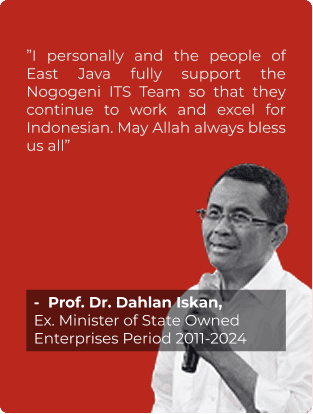 "I personally and the people of
East Java fully support the
Nogogeni ITS Team so that they
continue to work and excel for
Indonesian. May Allah always bless
us all"
- Prof. Dr. Dahlan Iskan,
Ex. Minister of State Owned
Enterprises Period 2011-2024